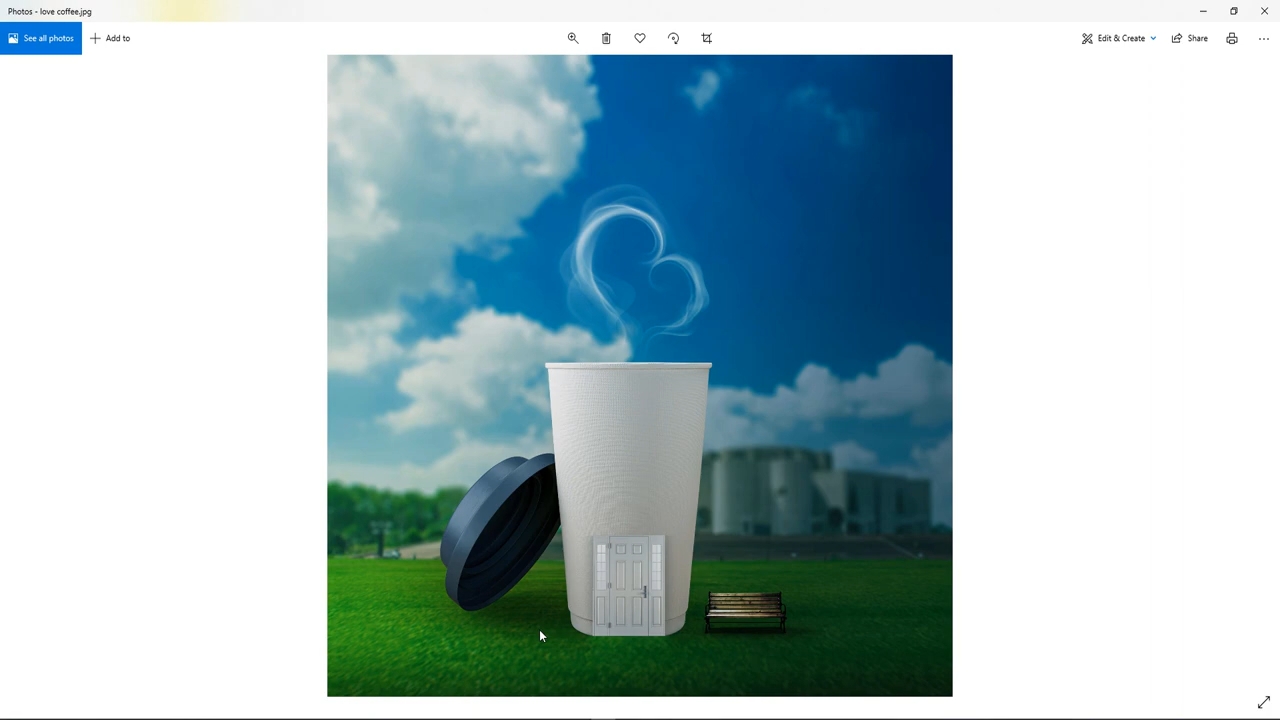 Photos - love coffee.jpg
See all photos
Add to
Edit & Create
Share